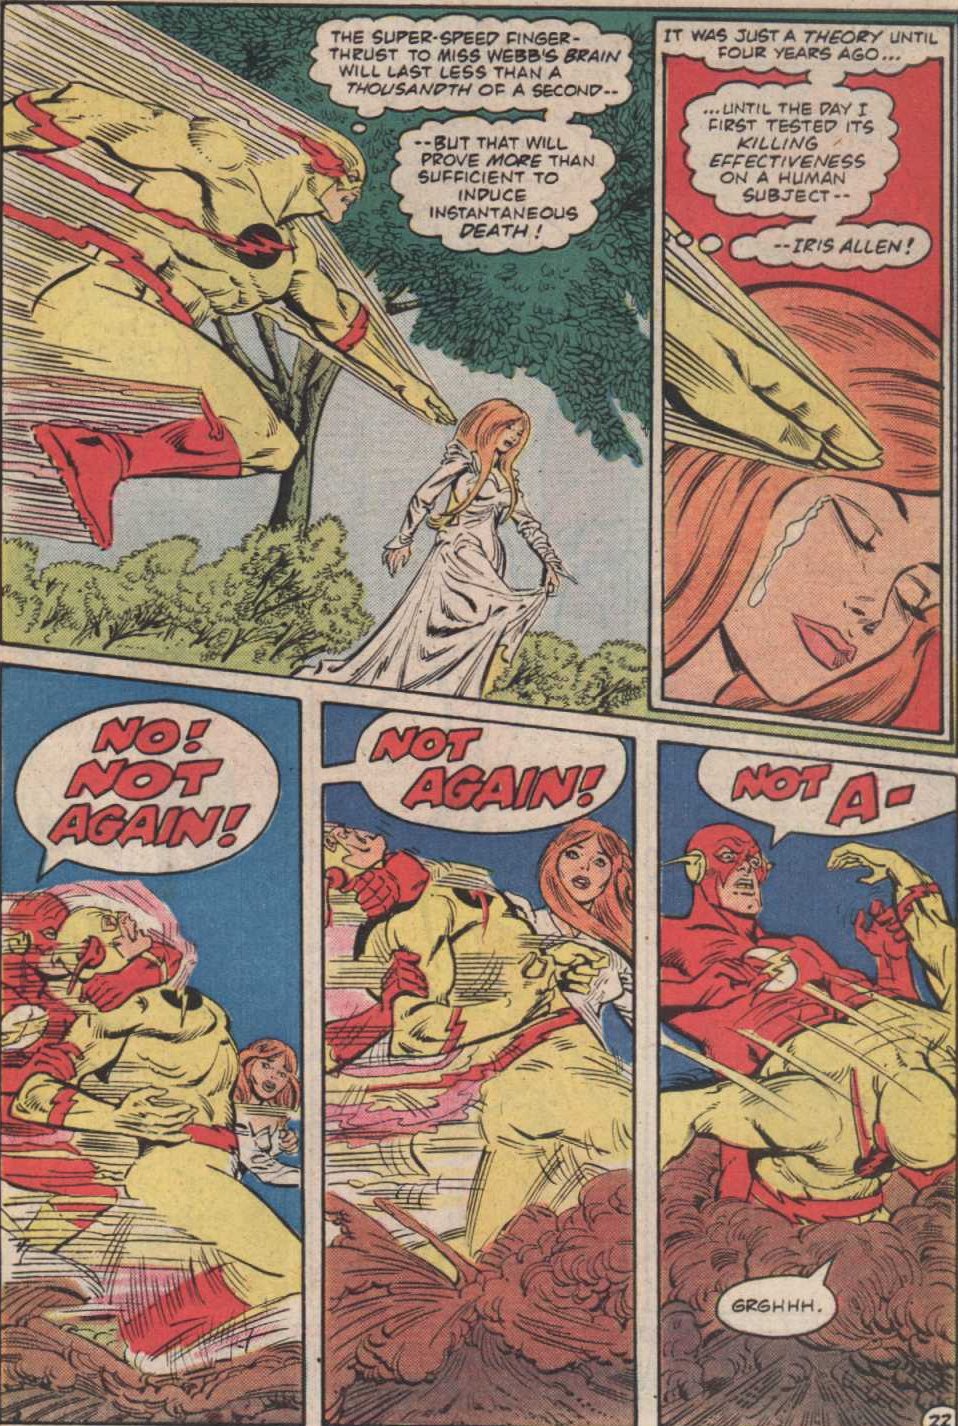 THE SUPER-SPEED FINGER-
THRUST TO MISS WEBB'S BRAIN
WILL LAST LESS THAN A
THOUSANDTH OF A SECOND--
--BUT THAT WILL
PROVE MORE THAN
SUFFICIENT TO
INDUCE
INSTANTANEOUS
DEATH!
IT WAS JUST A THEORY UNTIL
FOUR YEARS AGO...
...UNTIL THE DAY I
FIRST TESTED ITS
KILLING
EFFECTIVENESS
ON A HUMAN
SUBJECT--
--IRIS ALLEN!
NO!
NOT
AGAIN!
NOT
AGAIN!
NOT A-
GRGHHH.
22